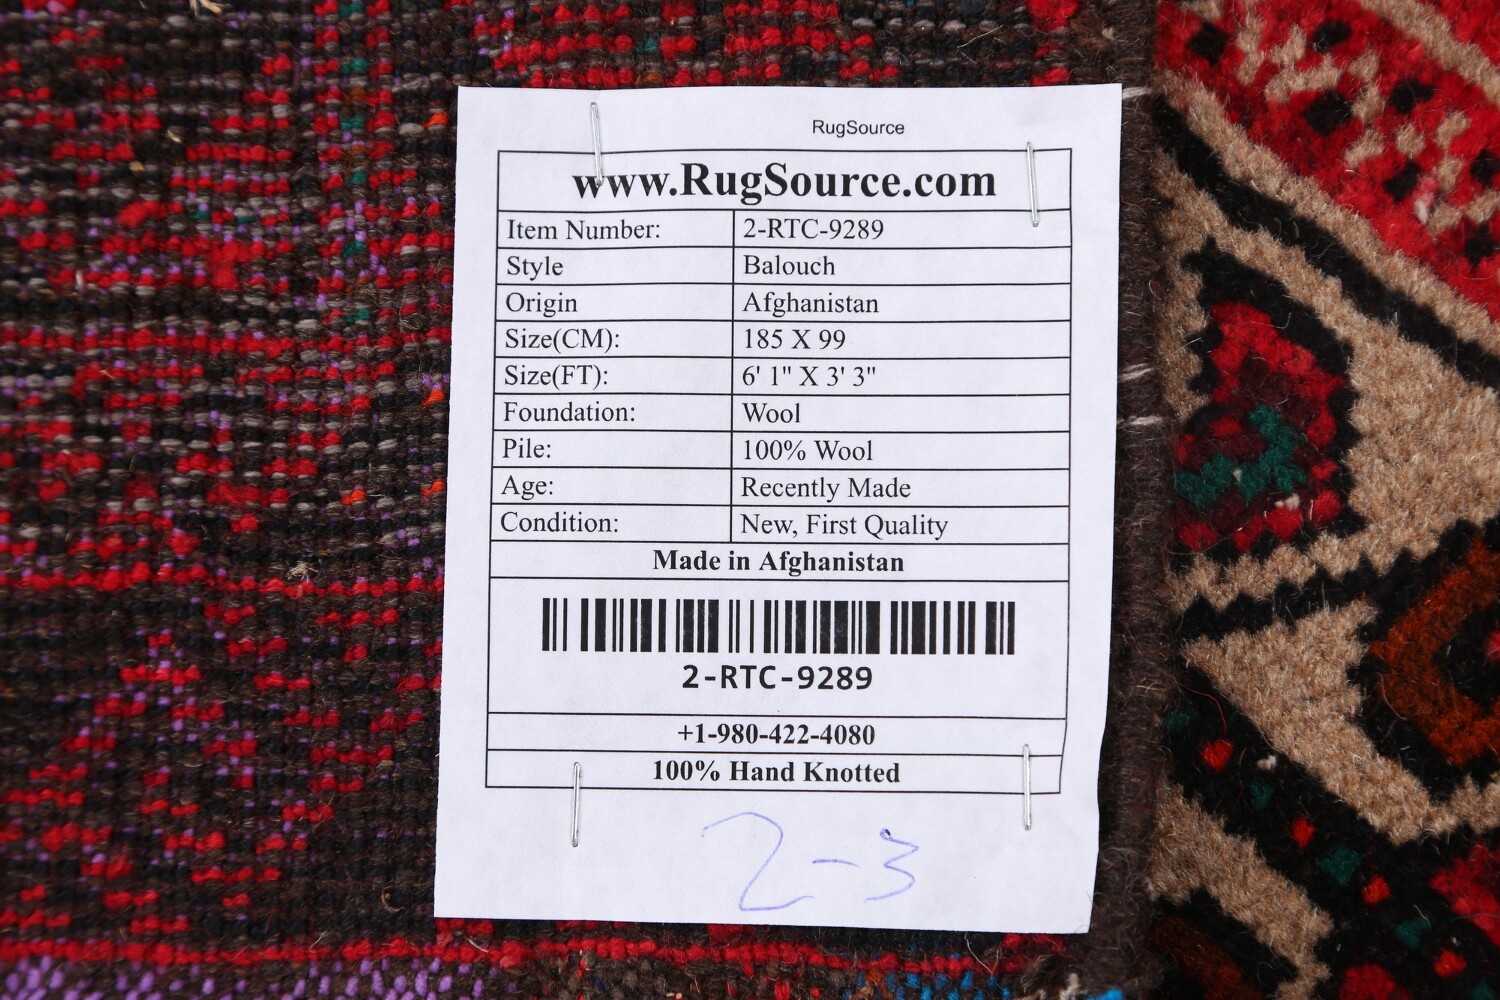 RugSource
www.RugSource.com
Item Number: 2-RTC-9289
Style Balouch
Origin Afghanistan
Size(CM): 185 X 99
Size(FT): 6' 1" X 3' 3"
Foundation: Wool
Pile: 100% Wool
Age: Recently Made
Condition: New, First Quality
Made in Afghanistan
2-RTC-9289
+1-980-422-4080
100% Hand Knotted
2-3